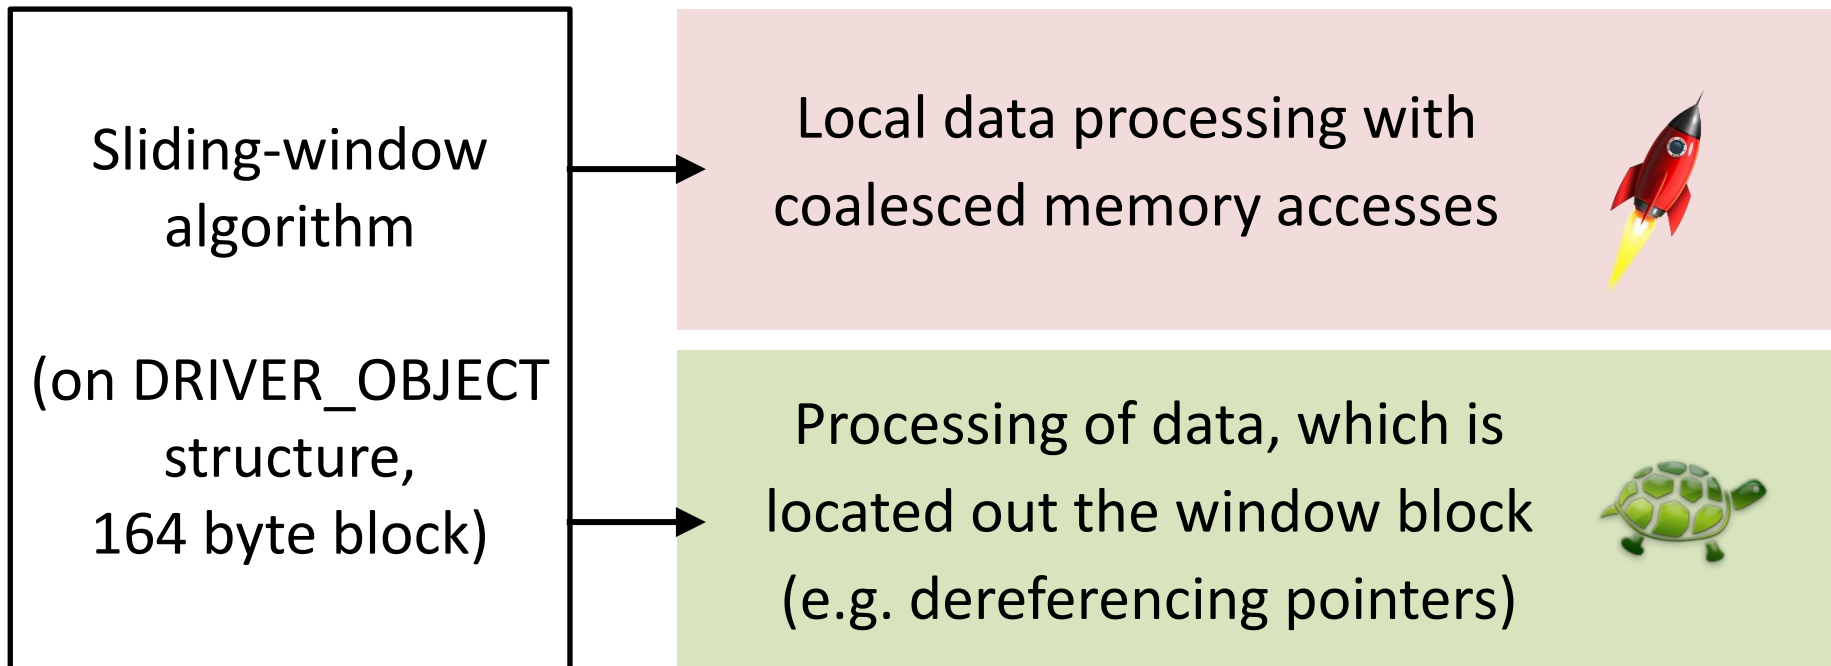 Sliding-window
algorithm
(on DRIVER_OBJECT
structure,
164 byte block)
Local data processing with
coalesced memory accesses
Processing of data, which is
located out the window block
(e.g. dereferencing pointers)